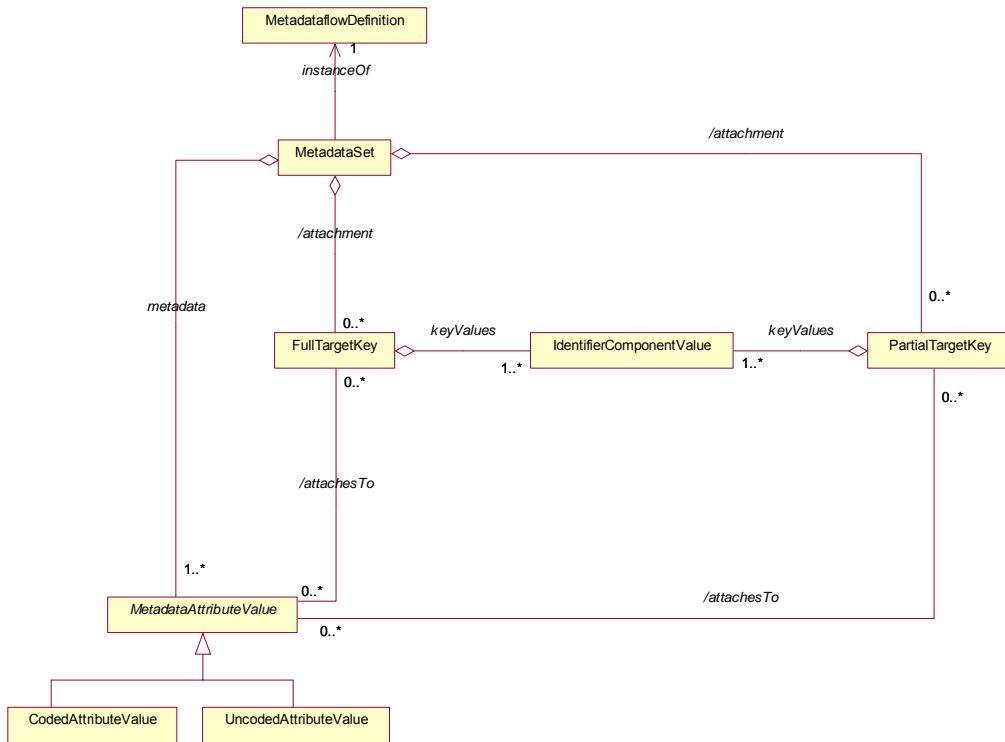 MetadataflowDefinition
1
instanceOf
/attachment
MetadataSet
/attachment
metadata
0..*
0..*
keyValues
keyValues
FullTargetKey
IdentifierComponentValue
PartialTargetKey
1..*
1..*
0..*
0..*
/attachesTo
1..*
0..*
/attachesTo
MetadataAttributeValue
0..*
CodedAttributeValue
UncodedAttributeValue